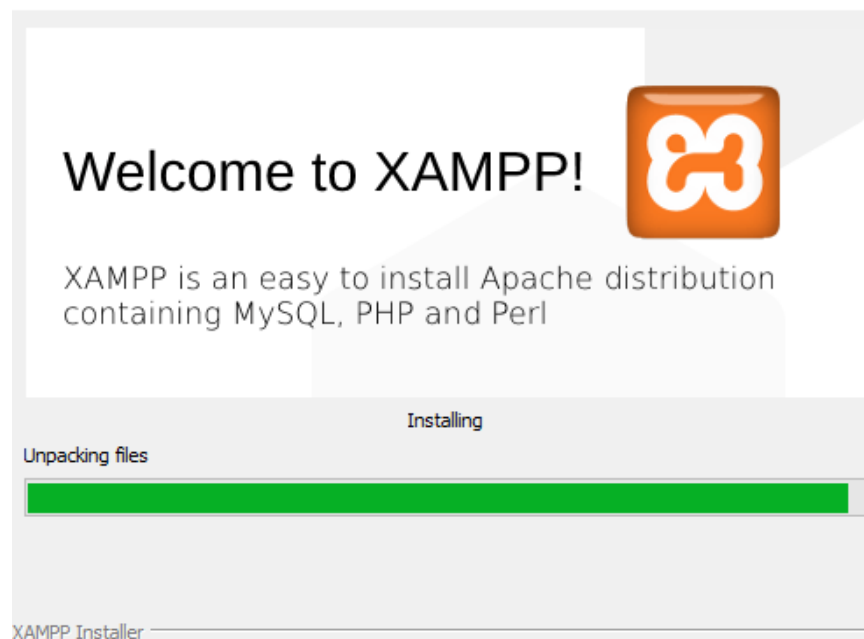 Welcome to XAMPP!
XAMPP is an easy to install Apache distribution
containing MySQL, PHP and Perl
Installing
Unpacking files
XAMPP Installer